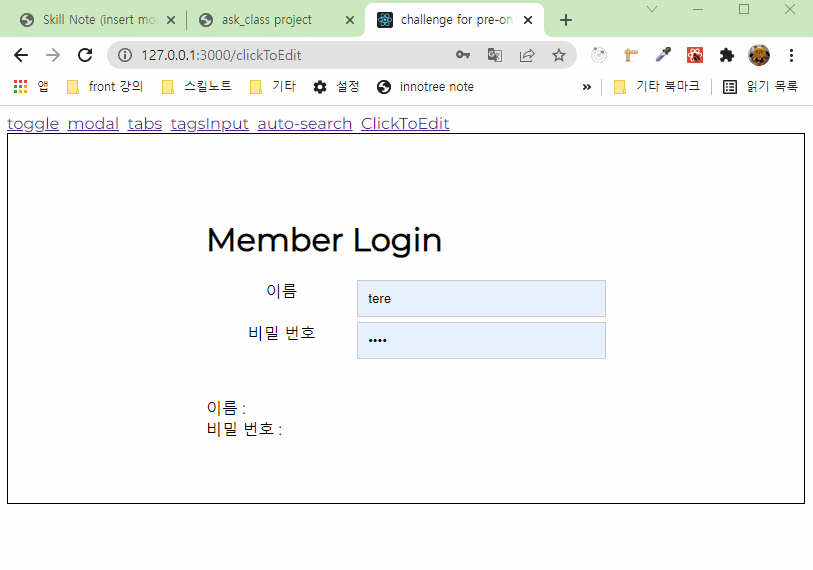 Skill Note (insert mo
ask_class project
challenge for pre-on
127.0.0.1:3000/clickToEdit
앱
front 강의
스킬노트
기타
설정
innotree note
»
기타 북마크
읽기 목록
toggle modal tabs tagsInput auto-search ClickToEdit
Member Login
이름
tere
비밀 번호
••••
이름 :
비밀 번호 :